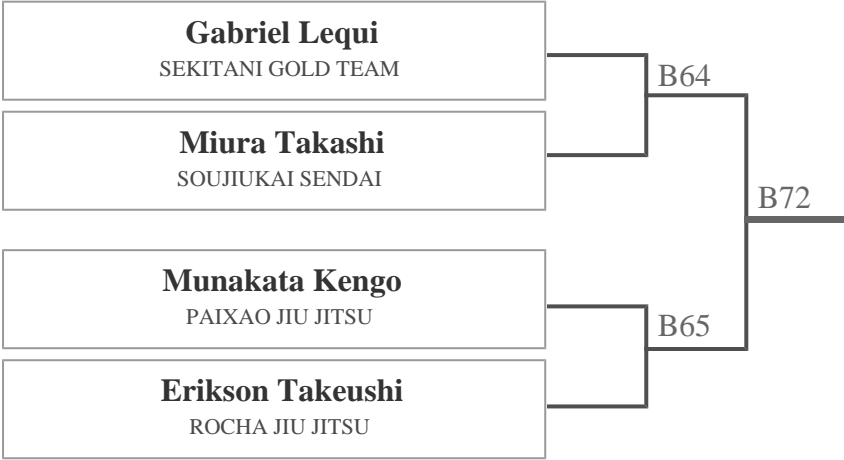 Gabriel Lequi
SEKITANI GOLD TEAM
B64
Miura Takashi
SOUJIUKAI SENDAI
B72
Munakata Kengo
PAIXAO JIU JITSU
B65
Erikson Takeushi
ROCHA JIU JITSU